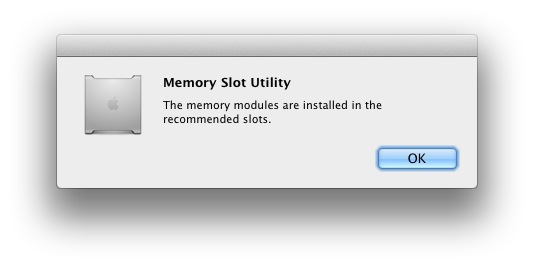 Memory Slot Utility
The memory modules are installed in the
recommended slots.
OK